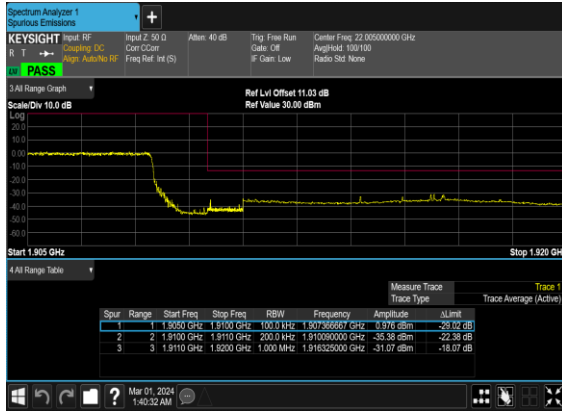 Spectrum Analyzer 1
Spurious Emissions
KEYSIGHT Input: RF Input Z: 50 Ω Atten: 40 dB Trig: Free Run Center Freq: 22.005000000 GHz
R T Coupling: DC Corr CCorr Gate: Off Avg|Hold: 100/100
Align: Auto/No RF Freq Ref: Int (S) IF Gain: Low Radio Std: None
PASS
3 All Range Graph
Ref Lvl Offset 11.03 dB
Scale/Div 10.0 dB Ref Value 30.00 dBm
Log
20.0
10.0
0.00
-10.0
-20.0
-30.0
-40.0
-50.0
-60.0
Start 1.905 GHz Stop 1.920 GH
4 All Range Table
Measure Trace Trace 1
Trace Type Trace Average (Active)
Spur Range Start Freq Stop Freq RBW Frequency Amplitude ΔLimit
1 1 1.9050 GHz 1.9100 GHz 100.0 kHz 1.907366667 GHz 0.976 dBm -29.02 dB
2 2 1.9100 GHz 1.9110 GHz 200.0 kHz 1.910090000 GHz -35.38 dBm -22.38 dB
3 3 1.9110 GHz 1.9200 GHz 1.000 MHz 1.916325000 GHz -31.07 dBm -18.07 dB
Mar 01, 2024
1:40:32 AM